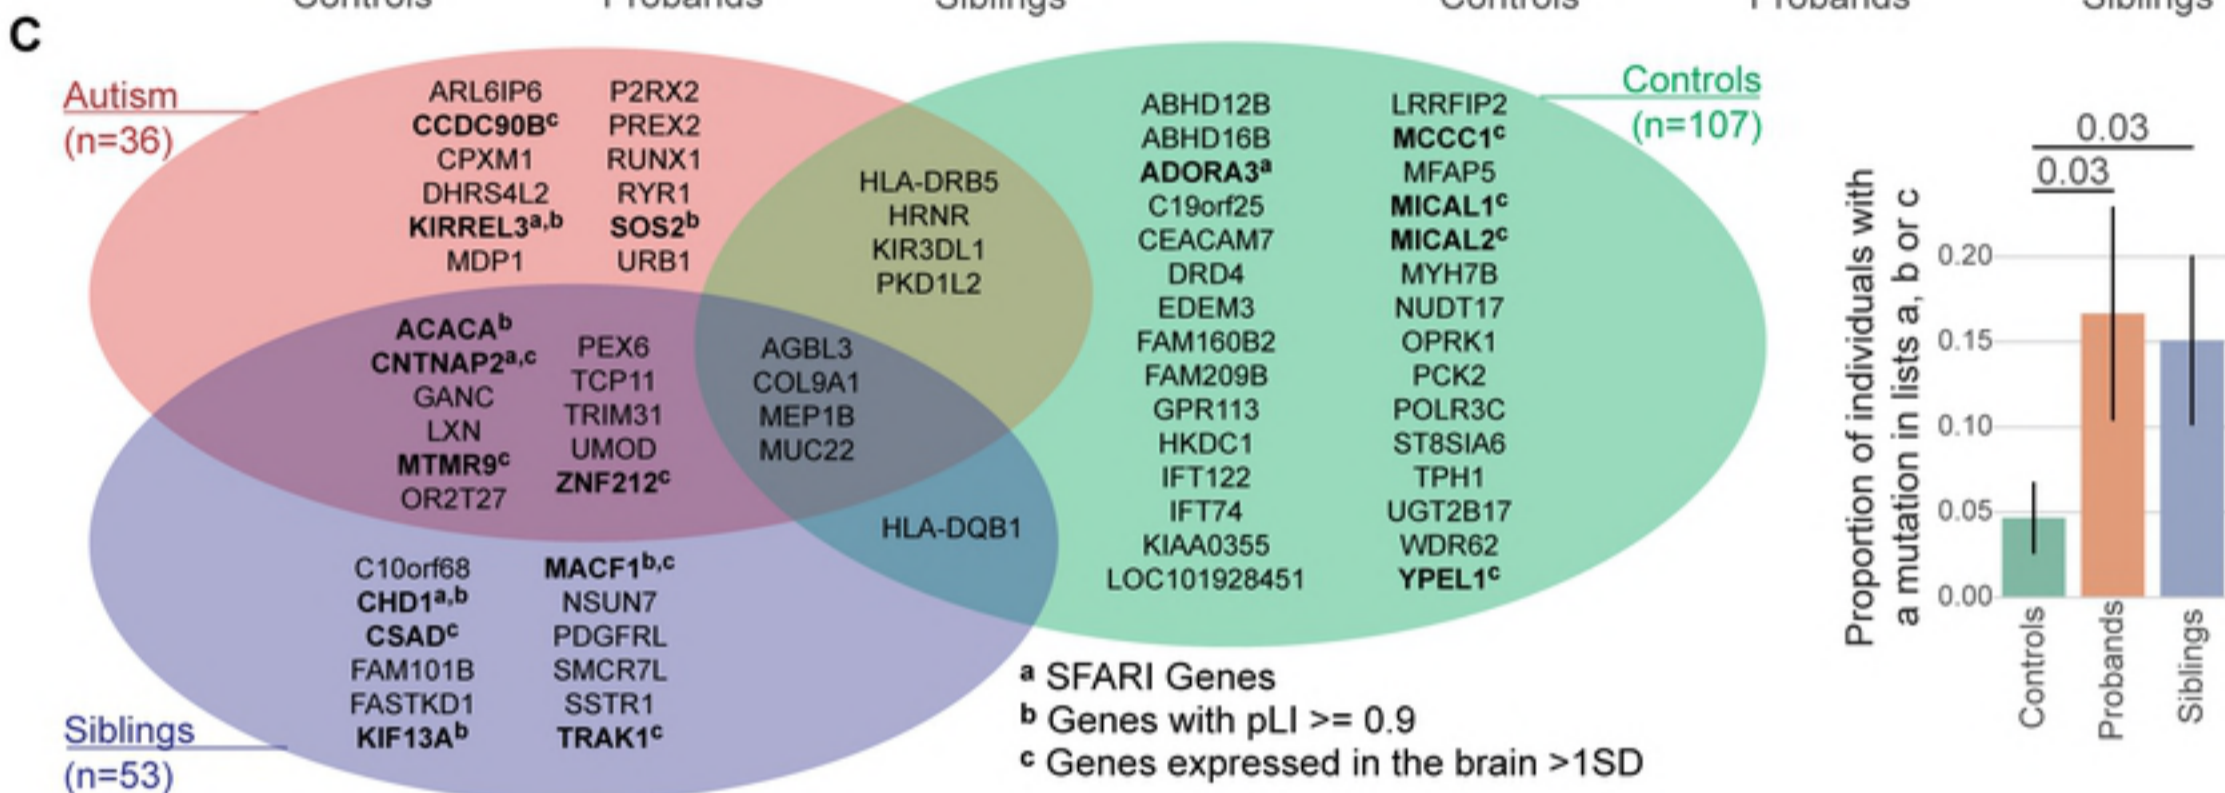 Controls Probands Siblings Controls Probands Siblings
C
Autism
(n=36)
ARL6IP6 P2RX2
CCDC90Bᶜ PREX2
CPXM1 RUNX1
DHRS4L2 RYR1
KIRREL3ᵃ,ᵇ SOS2ᵇ
MDP1 URB1
HLA-DRB5
HRNR
KIR3DL1
PKD1L2
Controls
(n=107)
ABHD12B LRRFIP2
ABHD16B MCCC1ᶜ
ADORA3ᵃ MFAP5
C19orf25 MICAL1ᶜ
CEACAM7 MICAL2ᶜ
DRD4 MYH7B
EDEM3 NUDT17
FAM160B2 OPRK1
FAM209B PCK2
GPR113 POLR3C
HKDC1 ST8SIA6
IFT122 TPH1
IFT74 UGT2B17
KIAA0355 WDR62
LOC101928451 YPEL1ᶜ
ACACAᵇ
CNTNAP2ᵃ,ᶜ
GANC
LXN
MTMR9ᶜ
OR2T27
PEX6
TCP11
TRIM31
UMOD
ZNF212ᶜ
AGBL3
COL9A1
MEP1B
MUC22
HLA-DQB1
C10orf68 MACF1ᵇ,ᶜ
CHD1ᵃ,ᵇ NSUN7
CSADᶜ PDGFRL
FAM101B SMCR7L
FASTKD1 SSTR1
KIF13Aᵇ TRAK1ᶜ
Siblings
(n=53)
ᵃ SFARI Genes
ᵇ Genes with pLI >= 0.9
ᶜ Genes expressed in the brain >1SD
Proportion of individuals with
a mutation in lists a, b or c
0.03
0.03
0.20
0.15
0.10
0.05
0.00
Controls
Probands
Siblings